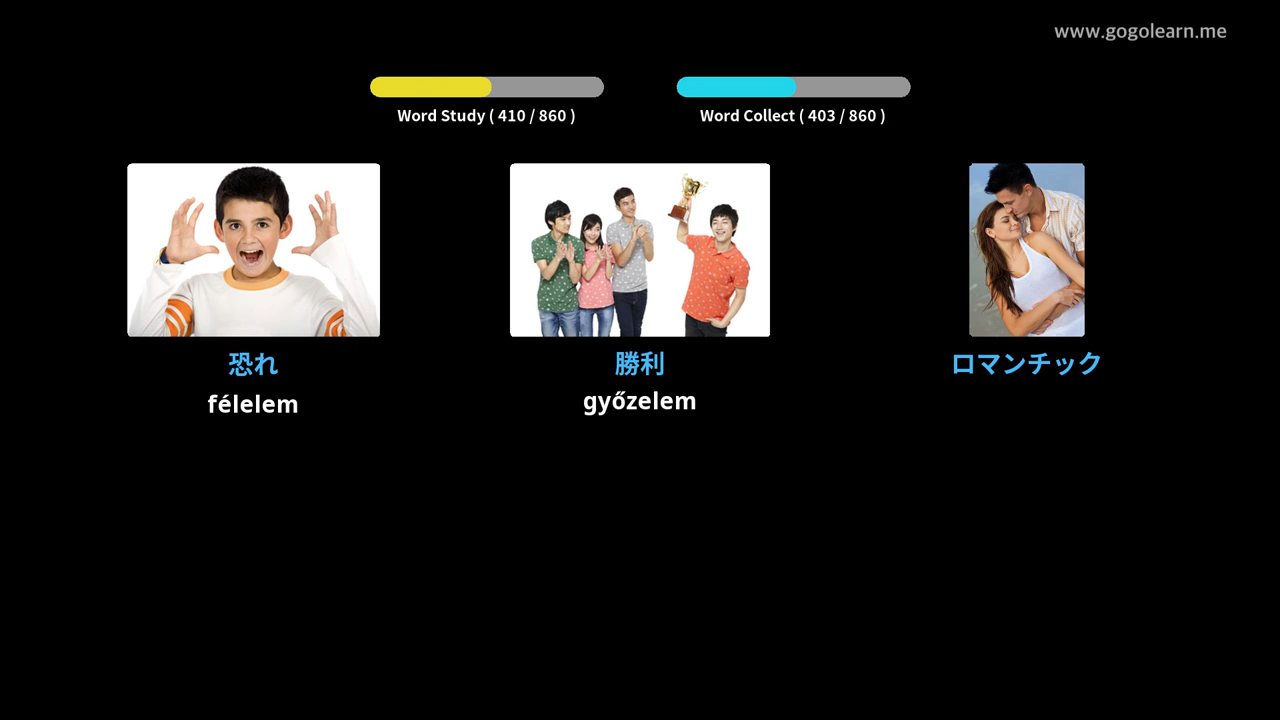 www.gogolearn.me
Word Study ( 410 / 860 )
Word Collect ( 403 / 860 )
恐れ
félelem
勝利
győzelem
ロマンチック